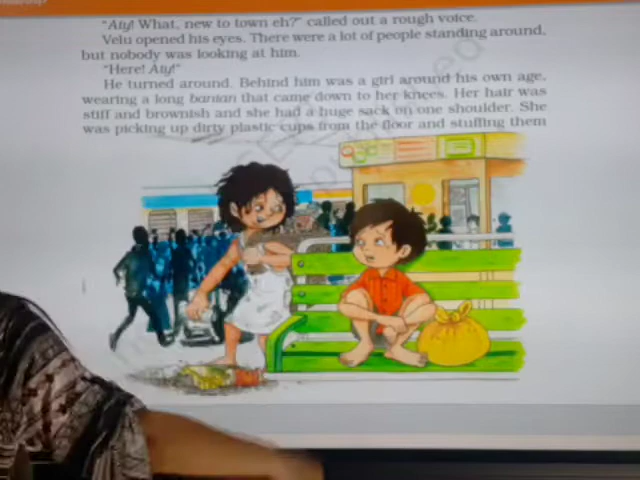 "Aiy! What, new to town eh?" called out a rough voice.
Velu opened his eyes. There were a lot of people standing around,
but nobody was looking at him.
"Here! Aiy!"
He turned around. Behind him was a girl around his own age,
wearing a long banian that came down to her knees. Her hair was
stiff and brownish and she had a huge sack on one shoulder. She
was picking up dirty plastic cups from the floor and stuffing them